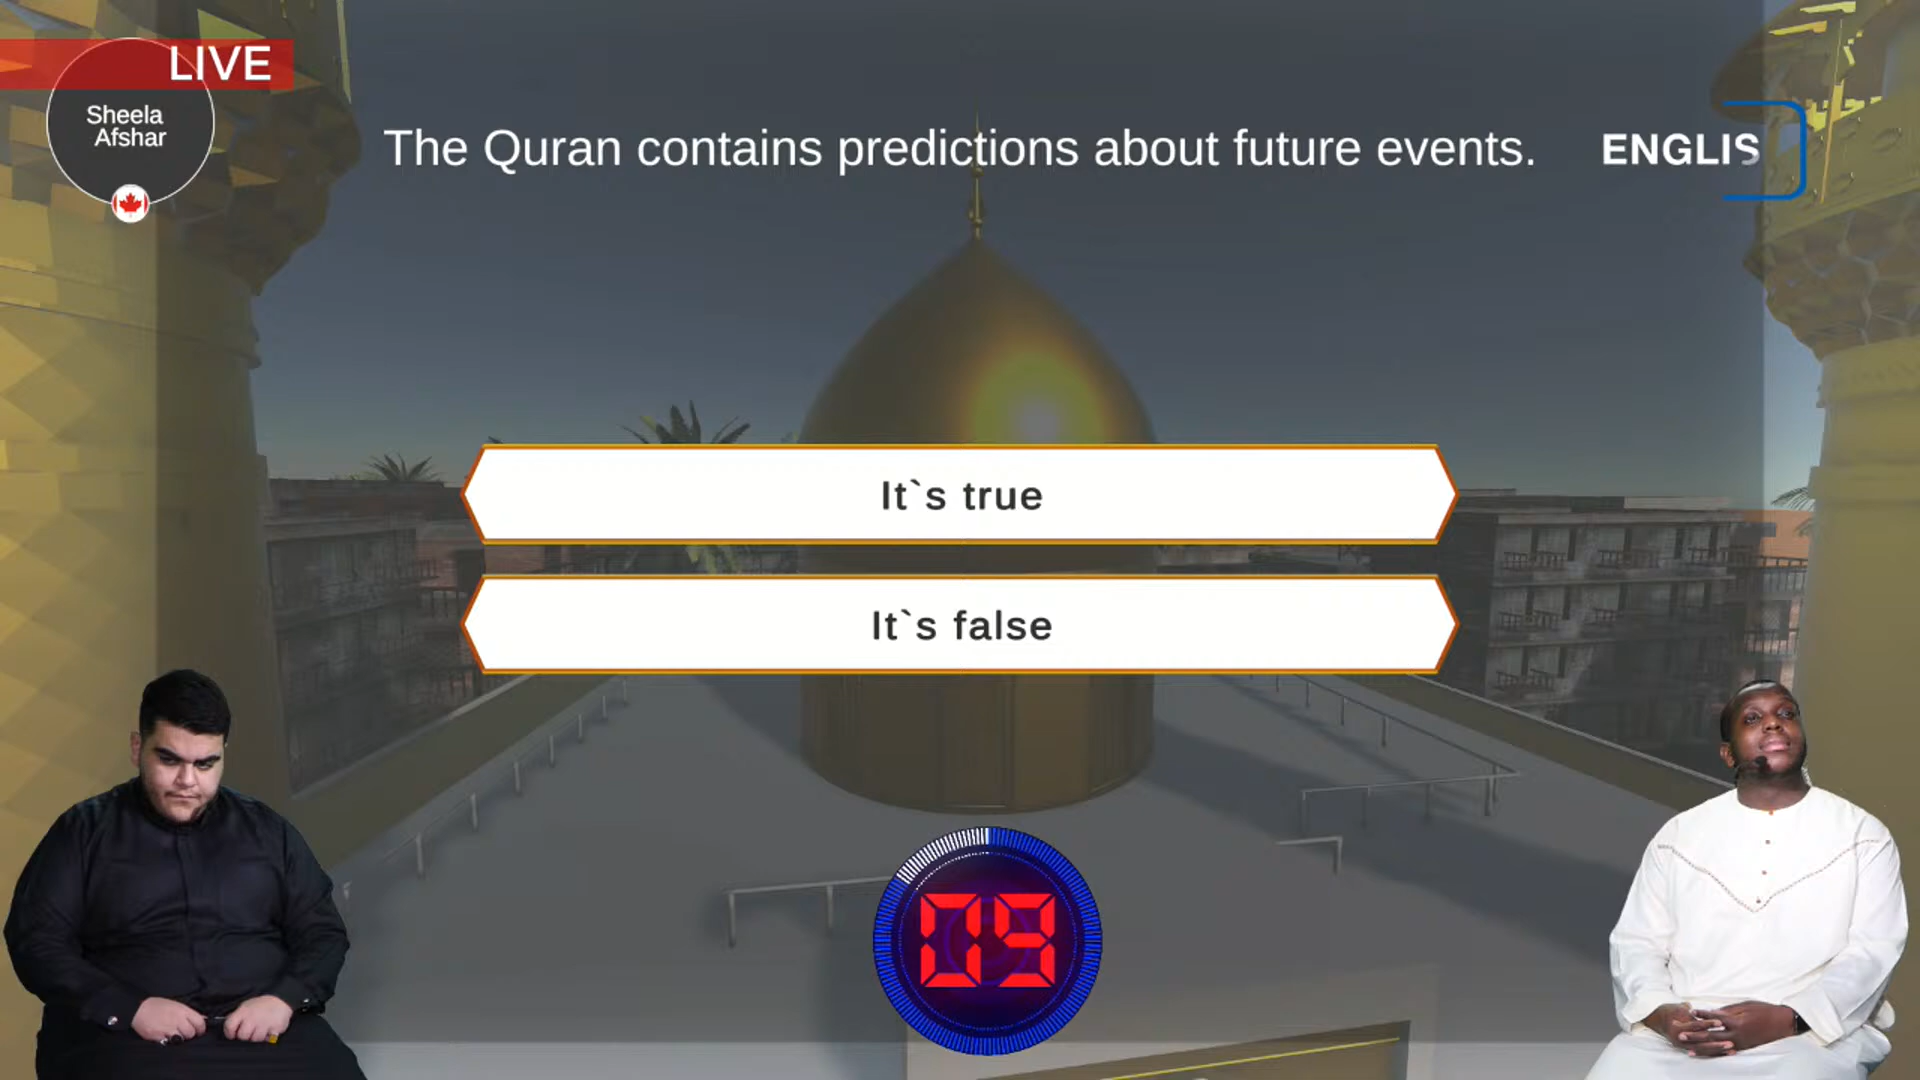 LIVE
Sheela
Afshar
The Quran contains predictions about future events.
ENGLIS
It`s true
It`s false
09